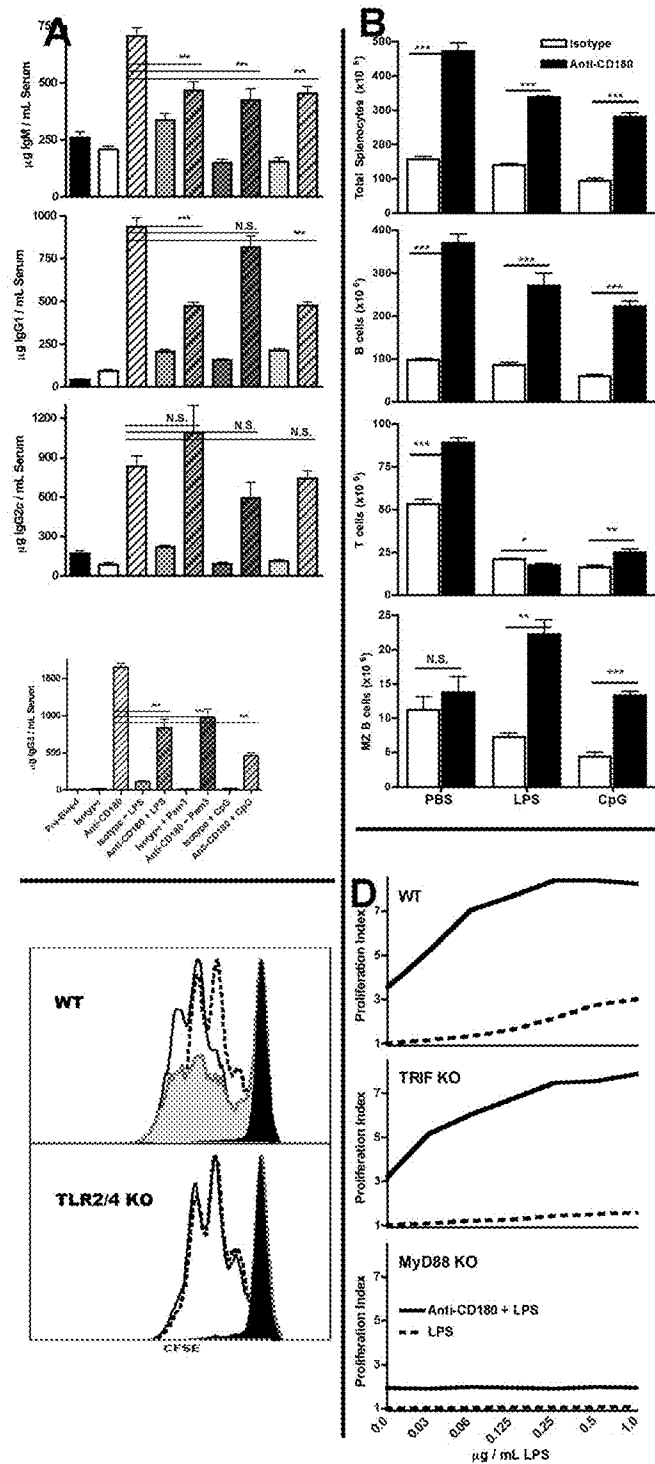 A
750
500
250
0
µg IgM / mL Serum
***
***
***
1000
750
500
250
0
µg IgG1 / mL Serum
***
N.S.
***
1200
900
600
300
0
µg IgG2c / mL Serum
N.S.
N.S.
N.S.
1000
0
µg IgG3 / mL Serum
Pre-Bleed
Isotype
Anti-CD180
Isotype + LPS
Anti-CD180 + LPS
Isotype + Pam3
Anti-CD180 + Pam3
Isotype + CpG
Anti-CD180 + CpG
B
Isotype
Anti-CD180
500
400
300
200
100
0
Total Splenocytes (x10 6)
***
***
***
400
300
200
100
0
B cells (x10 6)
***
***
***
100
75
50
25
0
T cells (x10 6)
***
*
**
25
20
15
10
5
0
MZ B cells (x10 6)
N.S.
**
***
PBS
LPS
CpG
WT
TLR2/4 KO
CFSE
D
WT
7
5
3
1
Proliferation Index
TRIF KO
7
5
3
1
Proliferation Index
MyD88 KO
7
5
3
1
Proliferation Index
Anti-CD180 + LPS
LPS
0.0
0.03
0.06
0.125
0.25
0.5
1.0
µg / mL LPS